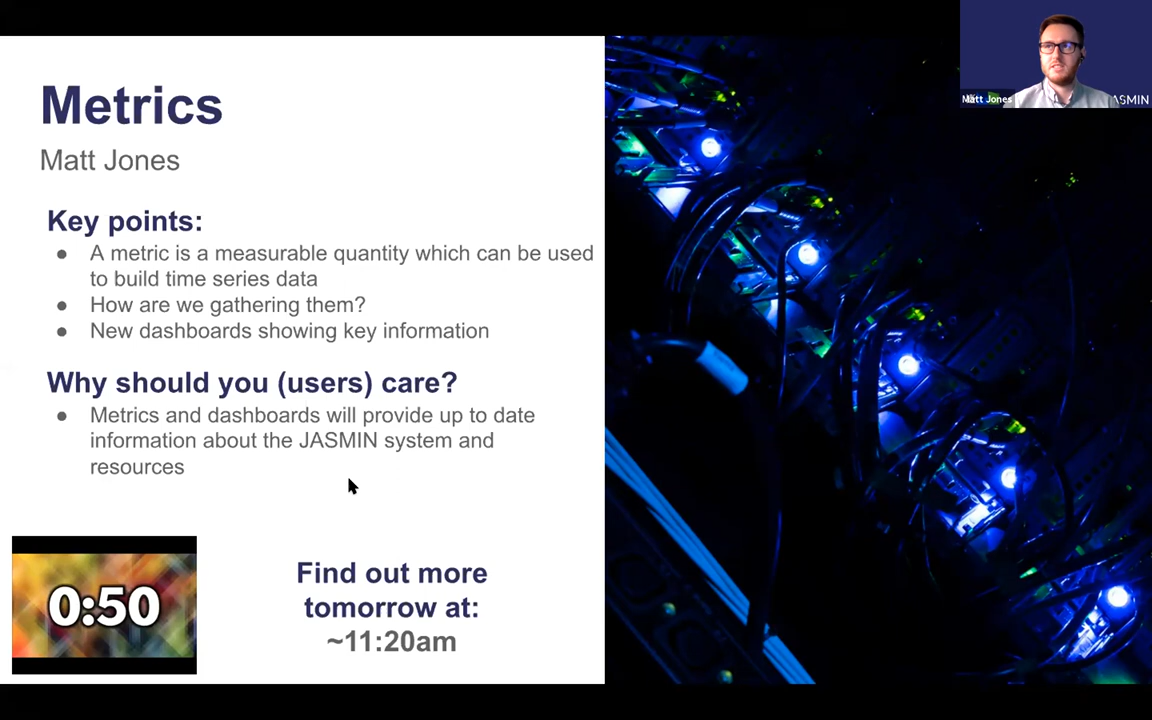 Metrics
Matt Jones
Key points:
● A metric is a measurable quantity which can be used
to build time series data
● How are we gathering them?
● New dashboards showing key information
Why should you (users) care?
● Metrics and dashboards will provide up to date
information about the JASMIN system and
resources
0:50
Find out more
tomorrow at:
~11:20am
Matt Jones
ASMIN